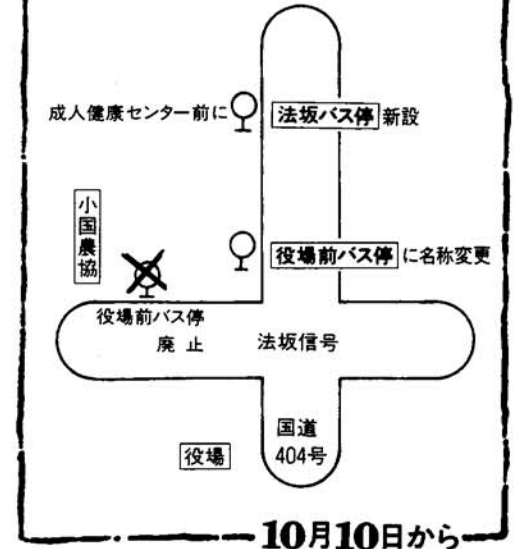 成人健康センター前に 法坂バス停 新設
小国農協
役場前バス停 に名称変更
役場前バス停
廃止
法坂信号
国道
404号
役場
10月10日から